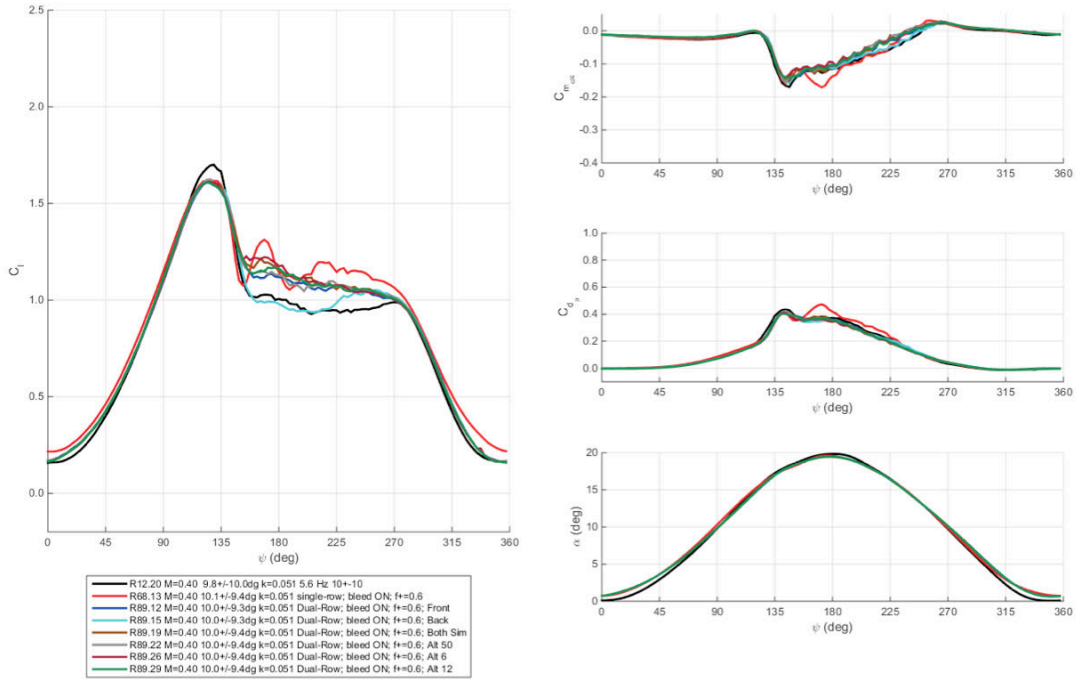 2.5
2.0
1.5
1.0
0.5
0.0
C_l
0 45 90 135 180 225 270 315 360
ψ (deg)
0.0
-0.1
-0.2
-0.3
-0.4
0 45 90 135 180 225 270 315 360
ψ (deg)
1.0
0.8
0.6
0.4
0.2
0.0
C_d_p
0 45 90 135 180 225 270 315 360
ψ (deg)
20
15
10
5
0
α (deg)
0 45 90 135 180 225 270 315 360
ψ (deg)
R12.20 M=0.40 9.8+/-10.0dg k=0.051 5.6 Hz 10+-10
R68.13 M=0.40 10.1+/-9.4dg k=0.051 single-row; bleed ON; f+=0.6
R89.12 M=0.40 10.0+/-9.3dg k=0.051 Dual-Row; bleed ON; f+=0.6; Front
R89.15 M=0.40 10.0+/-9.3dg k=0.051 Dual-Row; bleed ON; f+=0.6; Back
R89.19 M=0.40 10.0+/-9.4dg k=0.051 Dual-Row; bleed ON; f+=0.6; Both Sim
R89.22 M=0.40 10.0+/-9.4dg k=0.051 Dual-Row; bleed ON; f+=0.6; Alt 50
R89.26 M=0.40 10.0+/-9.4dg k=0.051 Dual-Row; bleed ON; f+=0.6; Alt 6
R89.29 M=0.40 10.0+/-9.4dg k=0.051 Dual-Row; bleed ON; f+=0.6; Alt 12